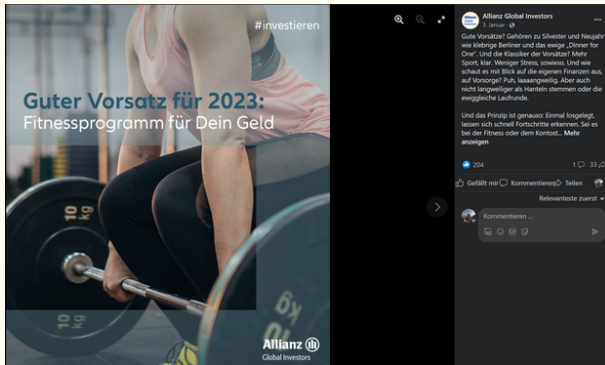 #investieren
Guter Vorsatz für 2023:
Fitnessprogramm für Dein Geld
10
kg
10
kg
kg
Allianz
Global Investors
Allianz Global Investors
3. Januar
Gute Vorsätze? Gehören zu Silvester und Neujahr
wie klebrige Berliner und das ewige „Dinner for
One". Und die Klassiker der Vorsätze? Mehr
Sport, klar. Weniger Stress, sowieso. Und wie
schaut es mit Blick auf die eigenen Finanzen aus,
auf Vorsorge? Puh, laaaangweilig. Aber auch
nicht langweiliger als Hanteln stemmen oder die
ewiggleiche Laufrunde.
Und das Prinzip ist genauso: Einmal losgelegt,
lassen sich schnell Fortschritte erkennen. Sei es
bei der Fitness oder dem Kontost... Mehr
anzeigen
204
1
33
Gefällt mir
Kommentieren
Teilen
Relevanteste zuerst
Kommentieren ...